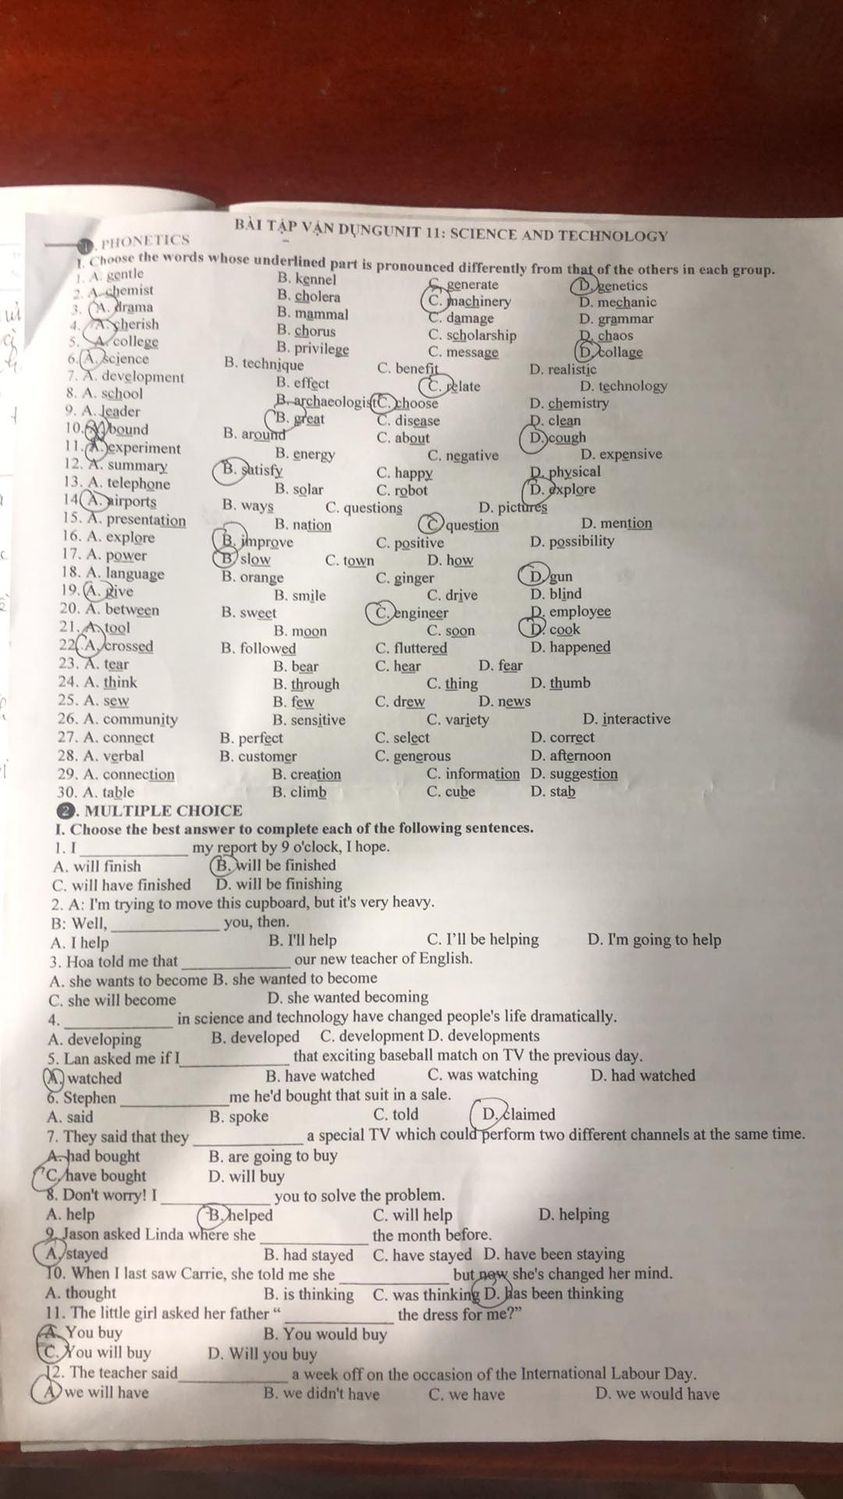 BÀI TẬP VẬN DỤNGUNIT 11: SCIENCE AND TECHNOLOGY
1. PHONETICS
I. Choose the words whose underlined part is pronounced differently from that of the others in each group.
1. A. gentle B. kennel C. generate D. genetics
2. A. chemist B. cholera C. machinery D. mechanic
3. A. drama B. mammal C. damage D. grammar
4. A. cherish B. chorus C. scholarship D. chaos
5. A. college B. privilege C. message D. collage
6. A. science B. technique C. benefit D. realistic
7. A. development B. effect C. relate D. technology
8. A. school B. archaeologist C. choose D. chemistry
9. A. leader B. great C. disease D. clean
10. A. bound B. around C. about D. cough
11. A. experiment B. energy C. negative D. expensive
12. A. summary B. satisfy C. happy D. physical
13. A. telephone B. solar C. robot D. explore
14. A. airports B. ways C. questions D. pictures
15. A. presentation B. nation C. question D. mention
16. A. explore B. improve C. positive D. possibility
17. A. power B. slow C. town D. how
18. A. language B. orange C. ginger D. gun
19. A. give B. smile C. drive D. blind
20. A. between B. sweet C. engineer D. employee
21. A. tool B. moon C. soon D. cook
22. A. crossed B. followed C. fluttered D. happened
23. A. tear B. bear C. hear D. fear
24. A. think B. through C. thing D. thumb
25. A. sew B. few C. drew D. news
26. A. community B. sensitive C. variety D. interactive
27. A. connect B. perfect C. select D. correct
28. A. verbal B. customer C. generous D. afternoon
29. A. connection B. creation C. information D. suggestion
30. A. table B. climb C. cube D. stab
2. MULTIPLE CHOICE
I. Choose the best answer to complete each of the following sentences.
1. I ____________ my report by 9 o'clock, I hope.
A. will finish B. will be finished
C. will have finished D. will be finishing
2. A: I'm trying to move this cupboard, but it's very heavy.
B: Well, ____________ you, then.
A. I help B. I'll help C. I'll be helping D. I'm going to help
3. Hoa told me that ____________ our new teacher of English.
A. she wants to become B. she wanted to become
C. she will become D. she wanted becoming
4. ____________ in science and technology have changed people's life dramatically.
A. developing B. developed C. development D. developments
5. Lan asked me if I____________ that exciting baseball match on TV the previous day.
A. watched B. have watched C. was watching D. had watched
6. Stephen ____________me he'd bought that suit in a sale.
A. said B. spoke C. told D. claimed
7. They said that they ____________ a special TV which could perform two different channels at the same time.
A. had bought B. are going to buy
C. have bought D. will buy
8. Don't worry! I ____________ you to solve the problem.
A. help B. helped C. will help D. helping
9. Jason asked Linda where she ____________ the month before.
A. stayed B. had stayed C. have stayed D. have been staying
10. When I last saw Carrie, she told me she ____________ but now she's changed her mind.
A. thought B. is thinking C. was thinking D. has been thinking
11. The little girl asked her father “ ____________ the dress for me?”
A. You buy B. You would buy
C. You will buy D. Will you buy
12. The teacher said____________ a week off on the occasion of the International Labour Day.
A. we will have B. we didn't have C. we have D. we would have